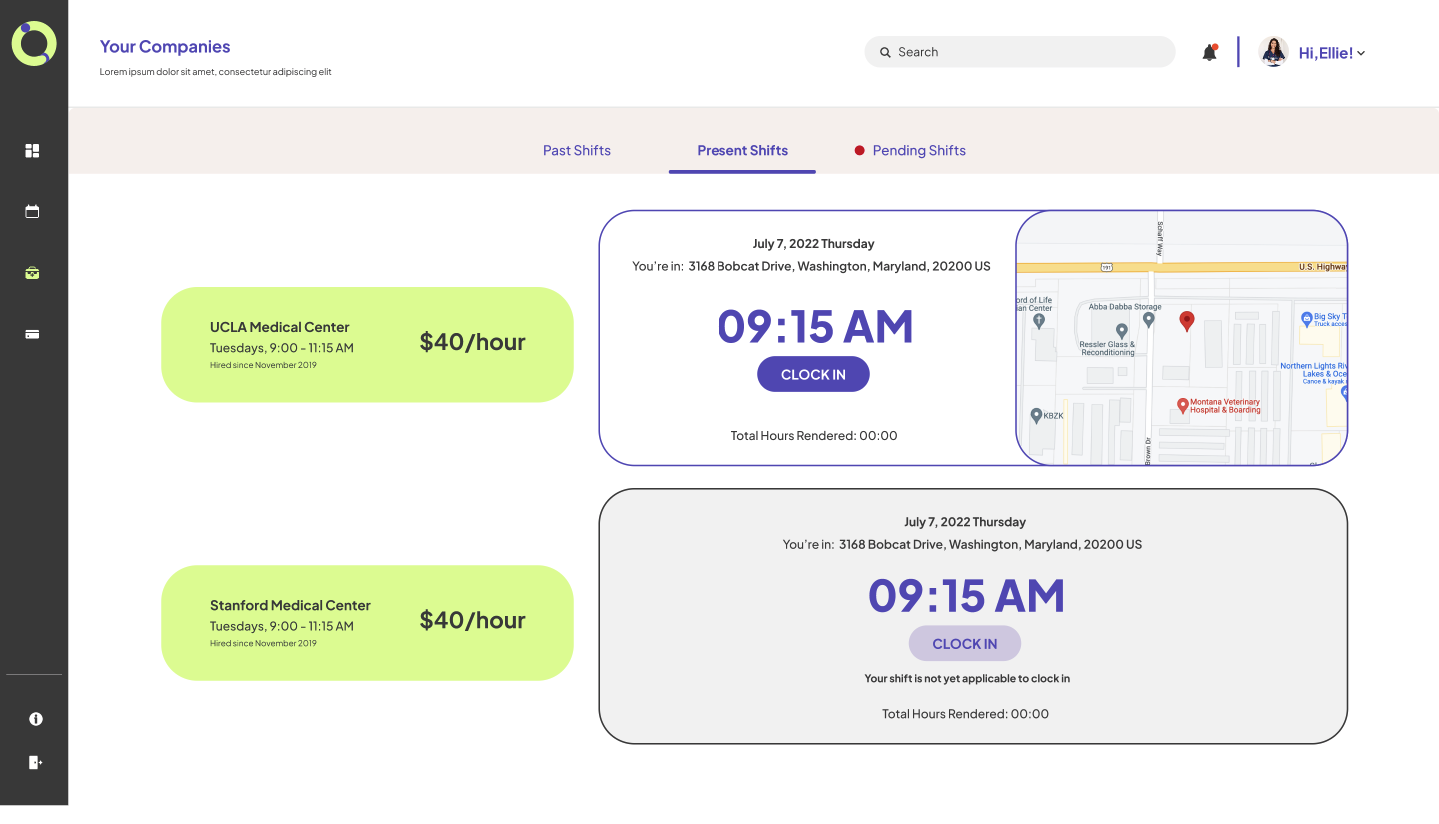 Your Companies
Lorem ipsum dolor sit amet, consectetur adipiscing elit
Search
Hi,Ellie!
Past Shifts
Present Shifts
Pending Shifts
UCLA Medical Center
Tuesdays, 9:00 - 11:15 AM
Hired since November 2019
$40/hour
July 7, 2022 Thursday
You're in: 3168 Bobcat Drive, Washington, Maryland, 20200 US
09:15 AM
CLOCK IN
Total Hours Rendered: 00:00
Schaff Way
191
U.S. Highway
ord of Life
ian Center
Abba Dabba Storage
Ressler Glass &
Reconditioning
Big Sky T
Truck acces
Northern Lights Riv
Lakes & Oce
Canoe & kayak
Montana Veterinary
Hospital & Boarding
KBZK
Brown Dr
Stanford Medical Center
Tuesdays, 9:00 - 11:15 AM
Hired since November 2019
$40/hour
July 7, 2022 Thursday
You're in: 3168 Bobcat Drive, Washington, Maryland, 20200 US
09:15 AM
CLOCK IN
Your shift is not yet applicable to clock in
Total Hours Rendered: 00:00